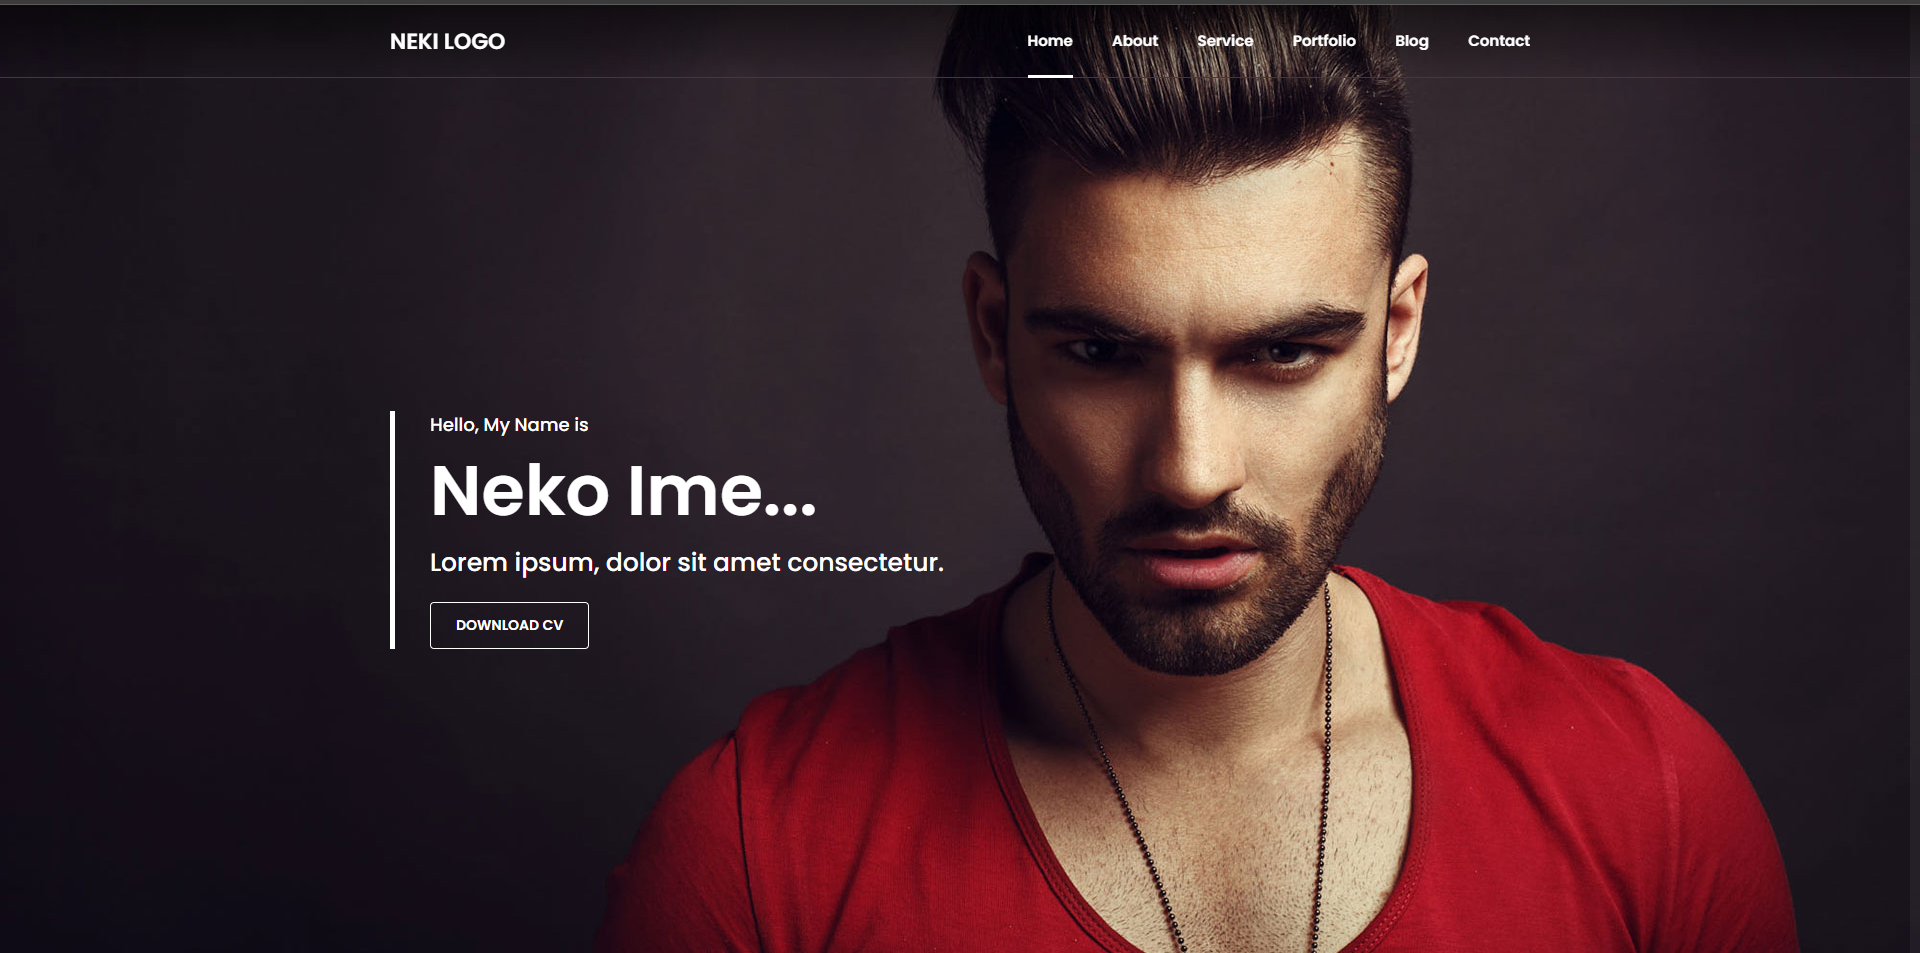 NEKI LOGO
Home About Service Portfolio Blog Contact
Hello, My Name is
Neko Ime...
Lorem ipsum, dolor sit amet consectetur.
DOWNLOAD CV